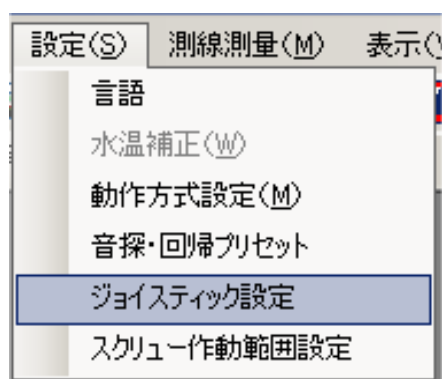 設定(S) 測線測量(M) 表示(
言語
水温補正(W)
動作方式設定(M)
音探・回帰プリセット
ジョイスティック設定
スクリュー作動範囲設定